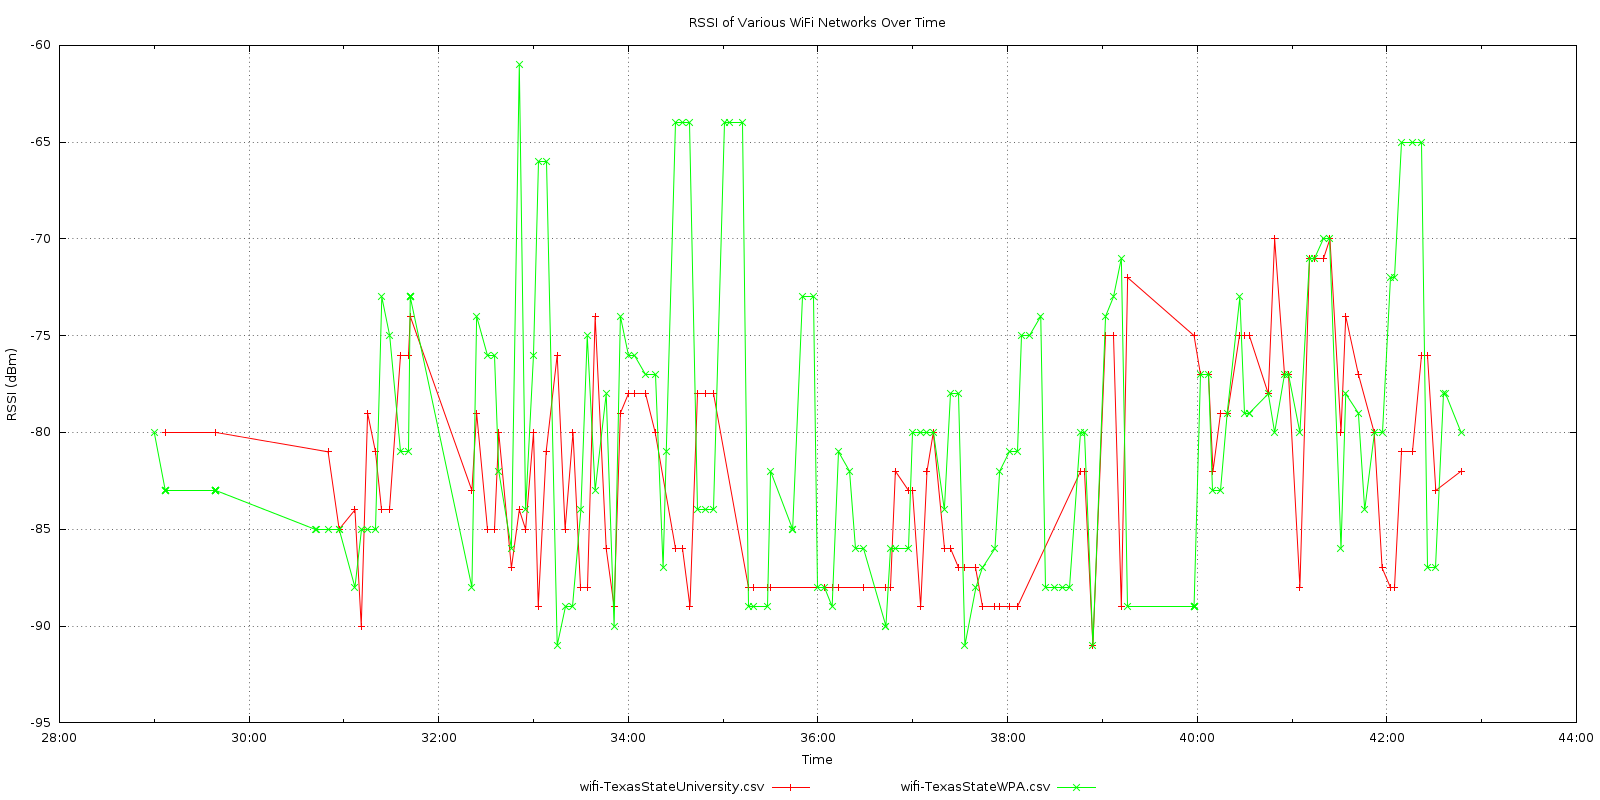 RSSI of Various WiFi Networks Over Time
-60
-65
-70
-75
-80
-85
-90
-95
RSSI (dBm)
28:00 30:00 32:00 34:00 36:00 38:00 40:00 42:00 44:00
Time
wifi-TexasStateUniversity.csv wifi-TexasStateWPA.csv